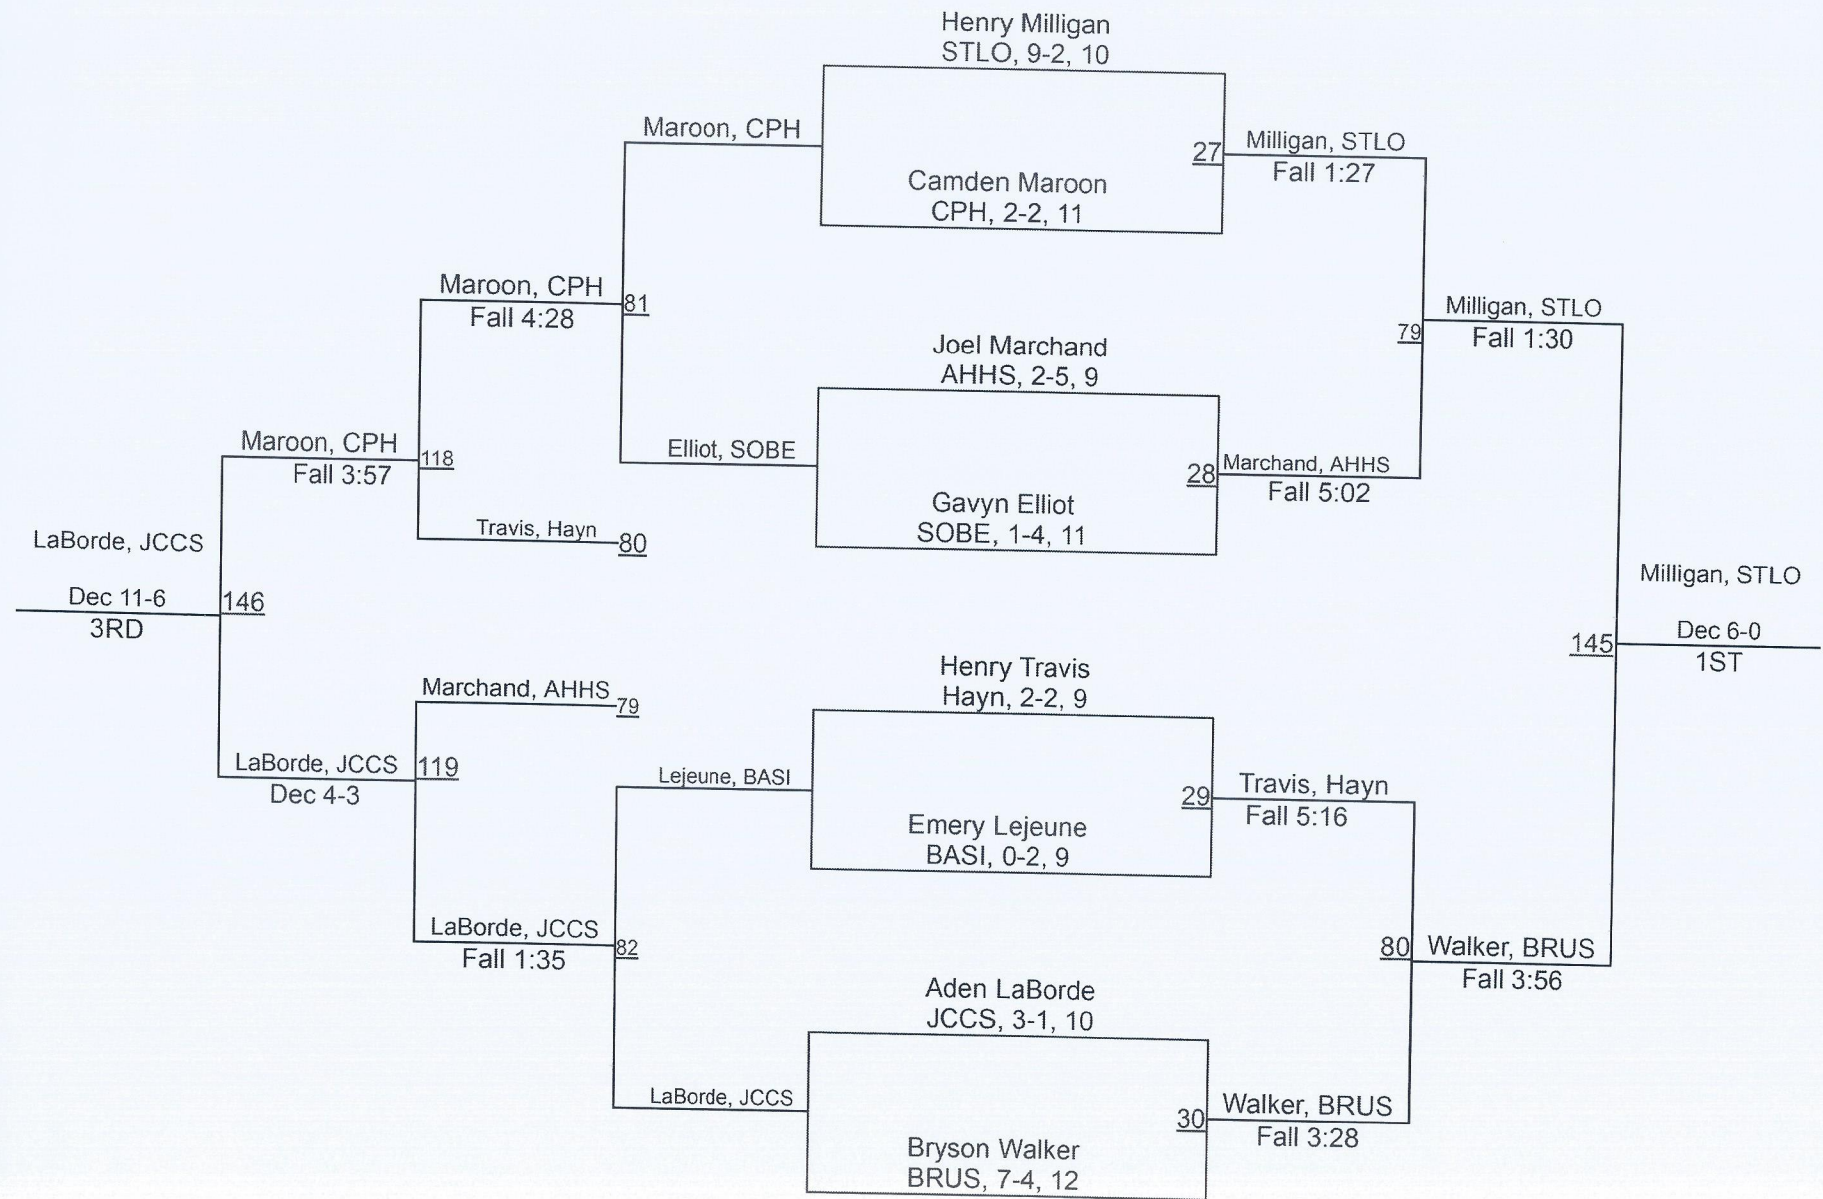 Henry Milligan
STLO, 9-2, 10
Maroon, CPH
27
Milligan, STLO
Fall 1:27
Camden Maroon
CPH, 2-2, 11
Maroon, CPH
Fall 4:28
81
Milligan, STLO
Fall 1:30
79
Joel Marchand
AHHS, 2-5, 9
Maroon, CPH
Fall 3:57
118
Elliot, SOBE
28
Marchand, AHHS
Fall 5:02
Gavyn Elliot
SOBE, 1-4, 11
Travis, Hayn
80
LaBorde, JCCS
Dec 11-6
3RD
146
Milligan, STLO
145
Dec 6-0
1ST
Henry Travis
Hayn, 2-2, 9
Marchand, AHHS
79
LaBorde, JCCS
Dec 4-3
119
Lejeune, BASI
29
Travis, Hayn
Fall 5:16
Emery Lejeune
BASI, 0-2, 9
LaBorde, JCCS
Fall 1:35
82
80
Walker, BRUS
Fall 3:56
Aden LaBorde
JCCS, 3-1, 10
LaBorde, JCCS
30
Walker, BRUS
Fall 3:28
Bryson Walker
BRUS, 7-4, 12